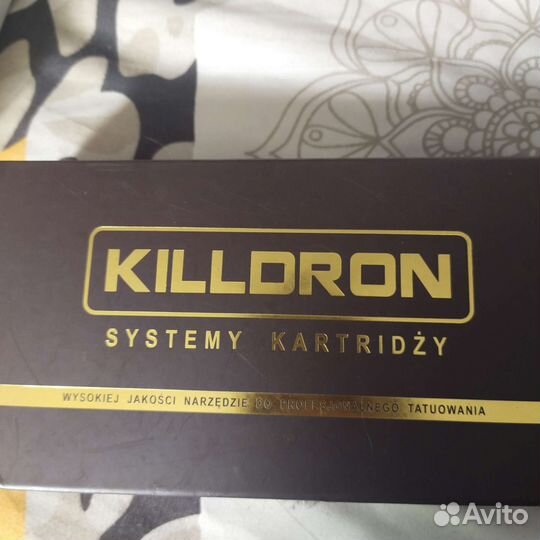 KILLDRON
SYSTEMY KARTRIDŻY
WYSOKIEJ JAKOŚCI NARZĘDZIE DO PROFESJONALNEGO TATUOWANIA
Avito